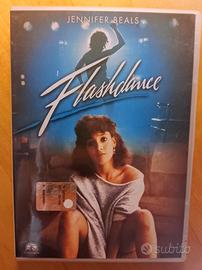 JENNIFER BEALS
Flashdance
subito